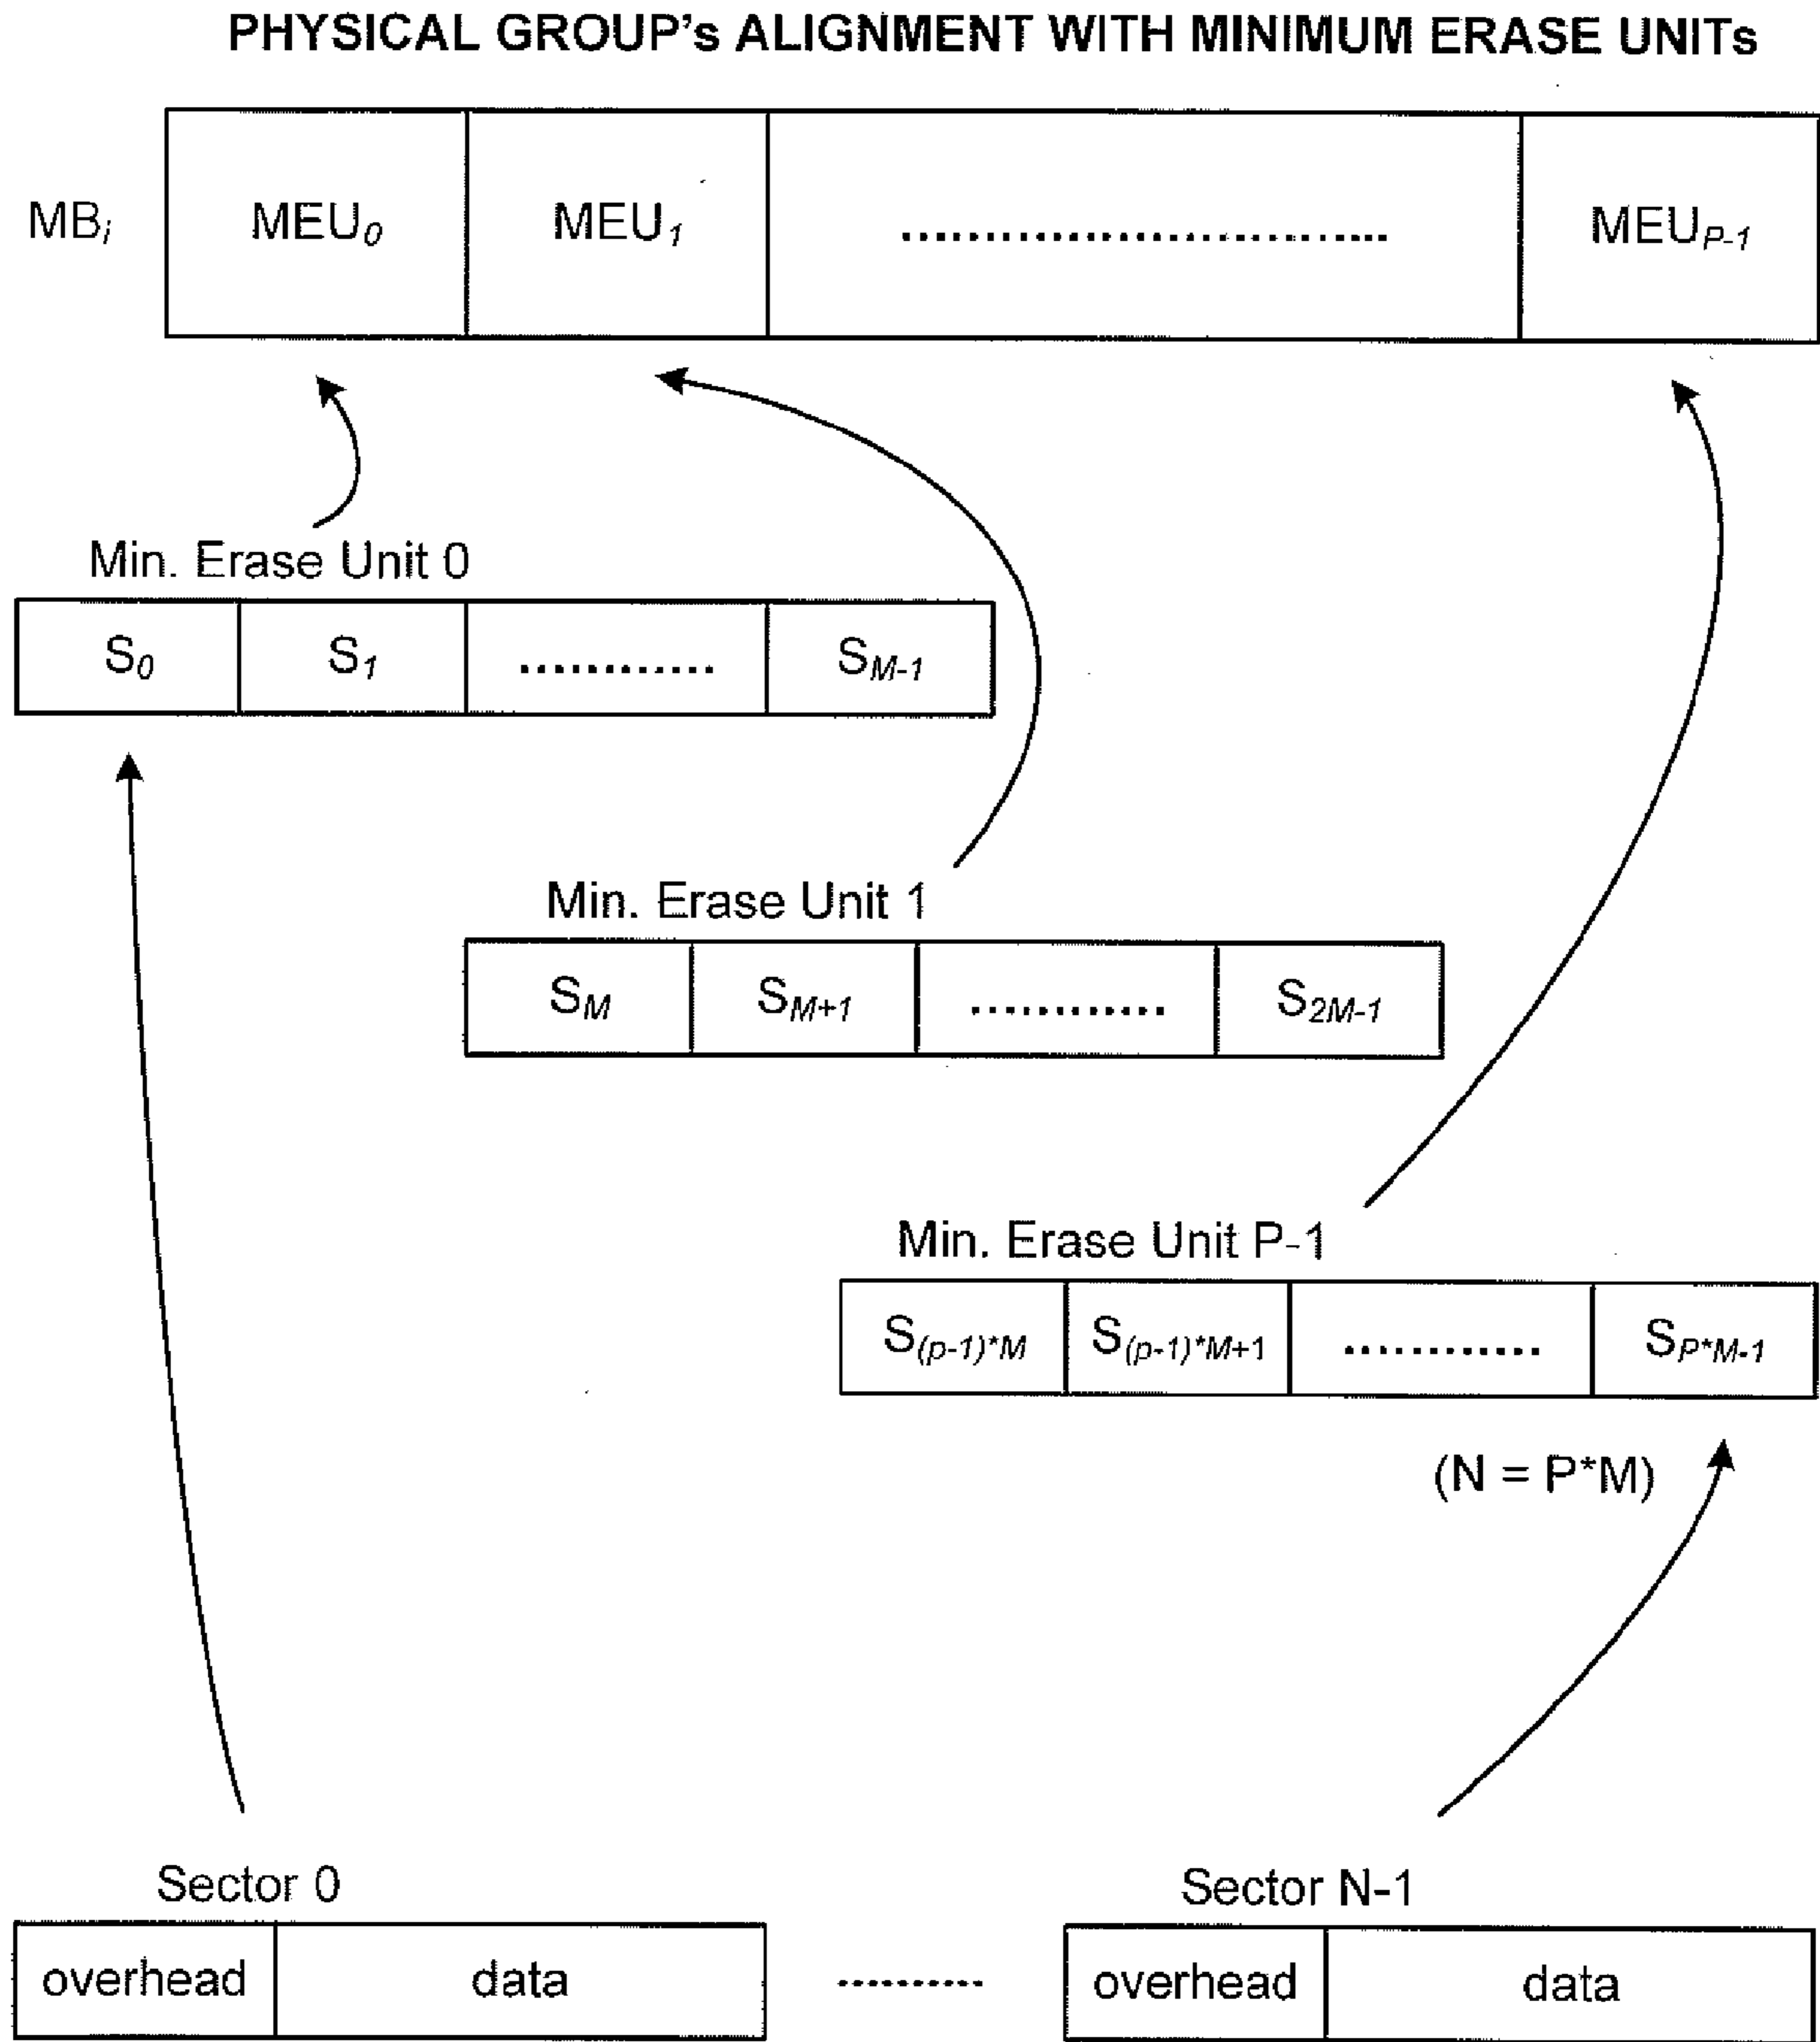 PHYSICAL GROUP's ALIGNMENT WITH MINIMUM ERASE UNITs
MBi MEU0 MEU1 ............................. MEUP-1
Min. Erase Unit 0
S0 S1 ............ SM-1
Min. Erase Unit 1
SM SM+1 ............ S2M-1
Min. Erase Unit P-1
S(p-1)*M S(p-1)*M+1 ............ SP*M-1
(N = P*M)
Sector 0 Sector N-1
overhead data ......... overhead data